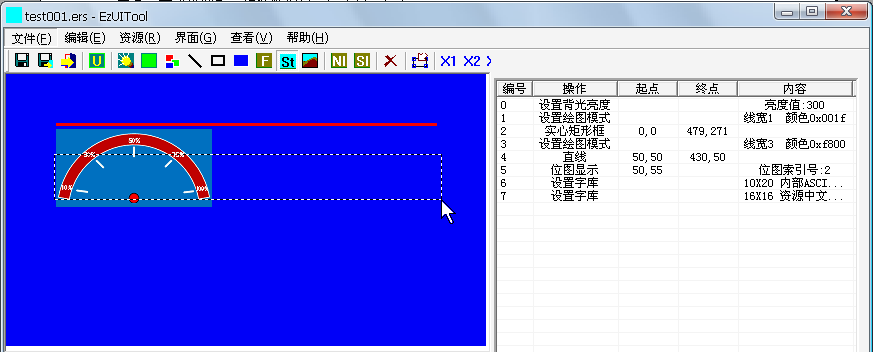 test001.ers - EzUITool
文件(F) 编辑(E) 资源(R) 界面(G) 查看(V) 帮助(H)
U F St NI SI X1 X2
编号 操作 起点 终点 内容
0 设置背光亮度 亮度值:300
1 设置绘图模式 线宽1 颜色0x001f
2 实心矩形框 0,0 479,271
3 设置绘图模式 线宽3 颜色0xf800
4 直线 50,50 430,50
5 位图显示 50,55 位图索引号:2
6 设置字库 10X20 内部ASCI...
7 设置字库 16X16 资源中文...
50%
30% 70%
10% 100%